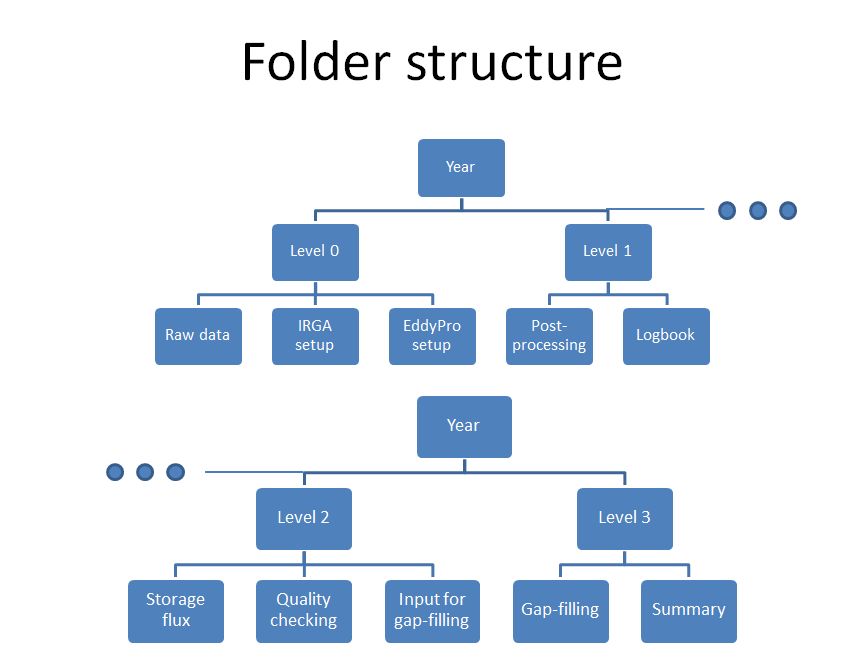 Folder structure
Year
Level 0
Level 1
Raw data
IRGA
setup
EddyPro
setup
Post-
processing
Logbook
Year
Level 2
Level 3
Storage
flux
Quality
checking
Input for
gap-filling
Gap-filling
Summary